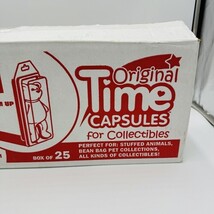 UP
Original
Time
CAPSULES
for Collectibles
BOX OF 25
PERFECT FOR: STUFFED ANIMALS,
BEAN BAG PET COLLECTIONS,
ALL KINDS OF COLLECTIBLES!